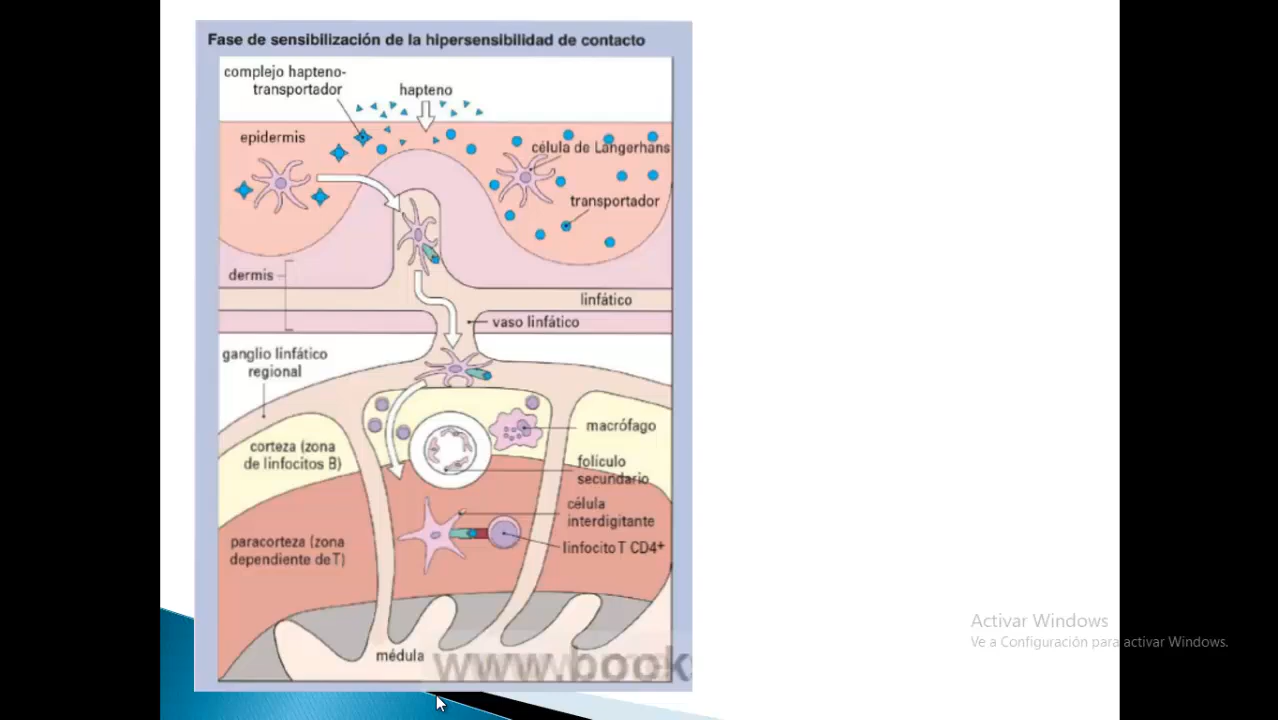 Fase de sensibilización de la hipersensibilidad de contacto
complejo hapteno-
transportador
hapteno
epidermis
célula de Langerhans
transportador
dermis
linfático
vaso linfático
ganglio linfático
regional
macrófago
corteza (zona
de linfocitos B)
folículo
secundario
célula
interdigitante
paracorteza (zona
dependiente de T)
linfocito T CD4+
médula
www.book
Activar Windows
Ve a Configuración para activar Windows.